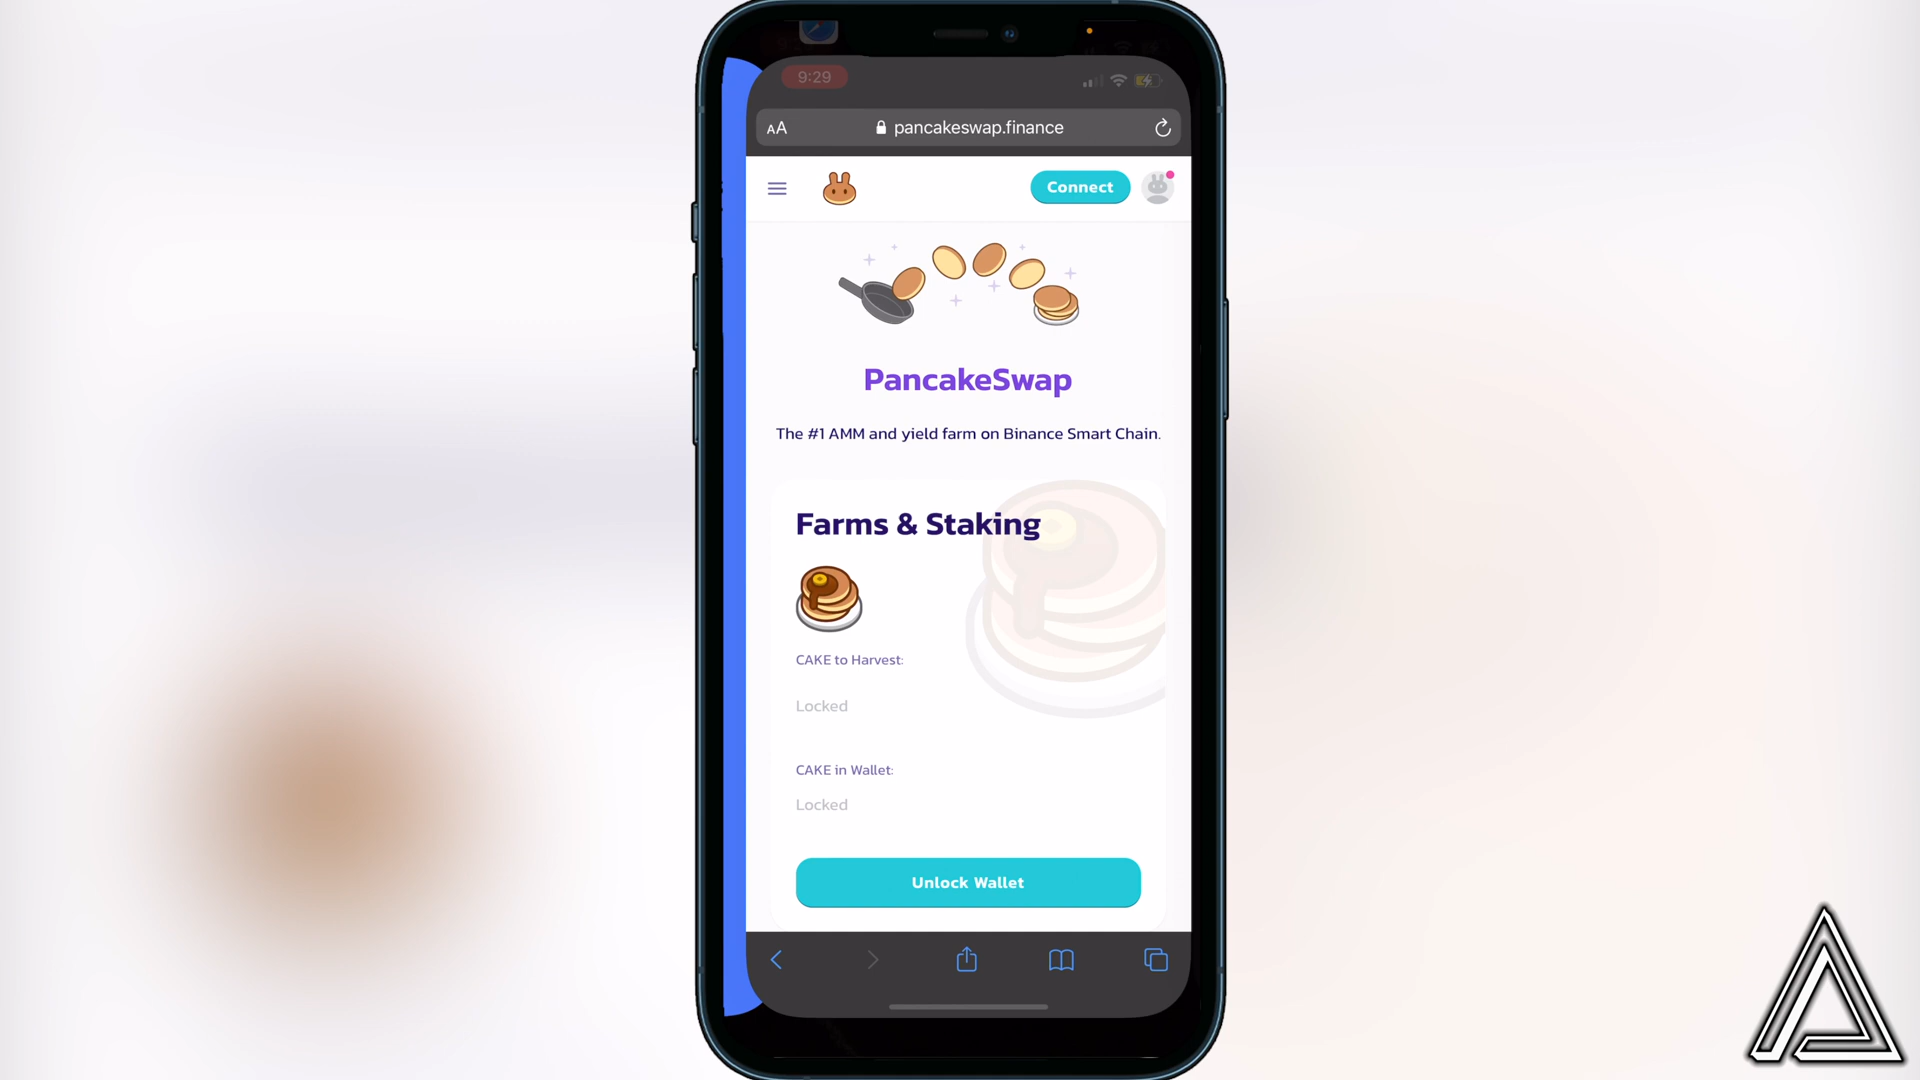 9:29
AA
pancakeswap.finance
Connect
PancakeSwap
The #1 AMM and yield farm on Binance Smart Chain.
Farms & Staking
CAKE to Harvest:
Locked
CAKE in Wallet:
Locked
Unlock Wallet